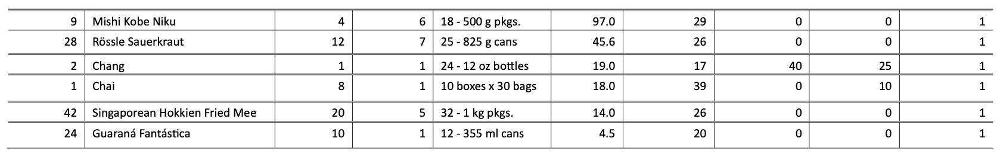 9 Mishi Kobe Niku 4 6 18 - 500 g pkgs. 97.0 29 0 0 1
28 Rössle Sauerkraut 12 7 25 - 825 g cans 45.6 26 0 0 1
2 Chang 1 1 24 - 12 oz bottles 19.0 17 40 25 1
1 Chai 8 1 10 boxes x 30 bags 18.0 39 0 10 1
42 Singaporean Hokkien Fried Mee 20 5 32 - 1 kg pkgs. 14.0 26 0 0 1
24 Guaraná Fantástica 10 1 12 - 355 ml cans 4.5 20 0 0 1